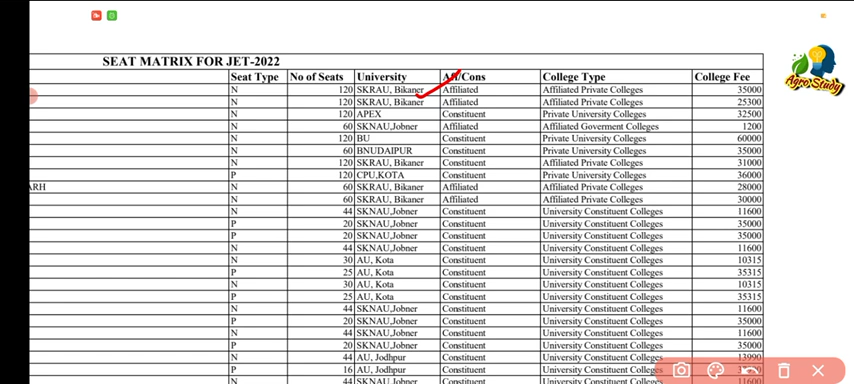 SEAT MATRIX FOR JET-2022
Seat Type No of Seats University Aff/Cons College Type College Fee
N 120 SKRAU, Bikaner Affiliated Affiliated Private Colleges 35000
N 120 SKRAU, Bikaner Affiliated Affiliated Private Colleges 25300
N 120 APEX Constituent Private University Colleges 32500
N 60 SKNAU,Jobner Affiliated Affiliated Goverment Colleges 1200
N 120 BU Constituent Private University Colleges 60000
N 60 BNUDAIPUR Constituent Private University Colleges 35000
N 120 SKRAU, Bikaner Constituent Affiliated Private Colleges 31000
P 120 CPU,KOTA Constituent Private University Colleges 36000
ARH N 60 SKRAU, Bikaner Affiliated Affiliated Private Colleges 28000
N 60 SKRAU, Bikaner Affiliated Affiliated Private Colleges 30000
N 44 SKNAU,Jobner Constituent University Constituent Colleges 11600
P 20 SKNAU,Jobner Constituent University Constituent Colleges 35000
P 20 SKNAU,Jobner Constituent University Constituent Colleges 35000
N 44 SKNAU,Jobner Constituent University Constituent Colleges 11600
N 30 AU, Kota Constituent University Constituent Colleges 10315
P 25 AU, Kota Constituent University Constituent Colleges 35315
N 30 AU, Kota Constituent University Constituent Colleges 10315
P 25 AU, Kota Constituent University Constituent Colleges 35315
N 44 SKNAU,Jobner Constituent University Constituent Colleges 11600
P 20 SKNAU,Jobner Constituent University Constituent Colleges 35000
N 44 SKNAU,Jobner Constituent University Constituent Colleges 11600
P 20 SKNAU,Jobner Constituent University Constituent Colleges 35000
N 44 AU, Jodhpur Constituent University Constituent Colleges 13990
P 16 AU, Jodhpur Constituent University Constituent Colleges
N 44 SKNAU,Jobner Constituent University Constituent Colleges 11600
Agro Study